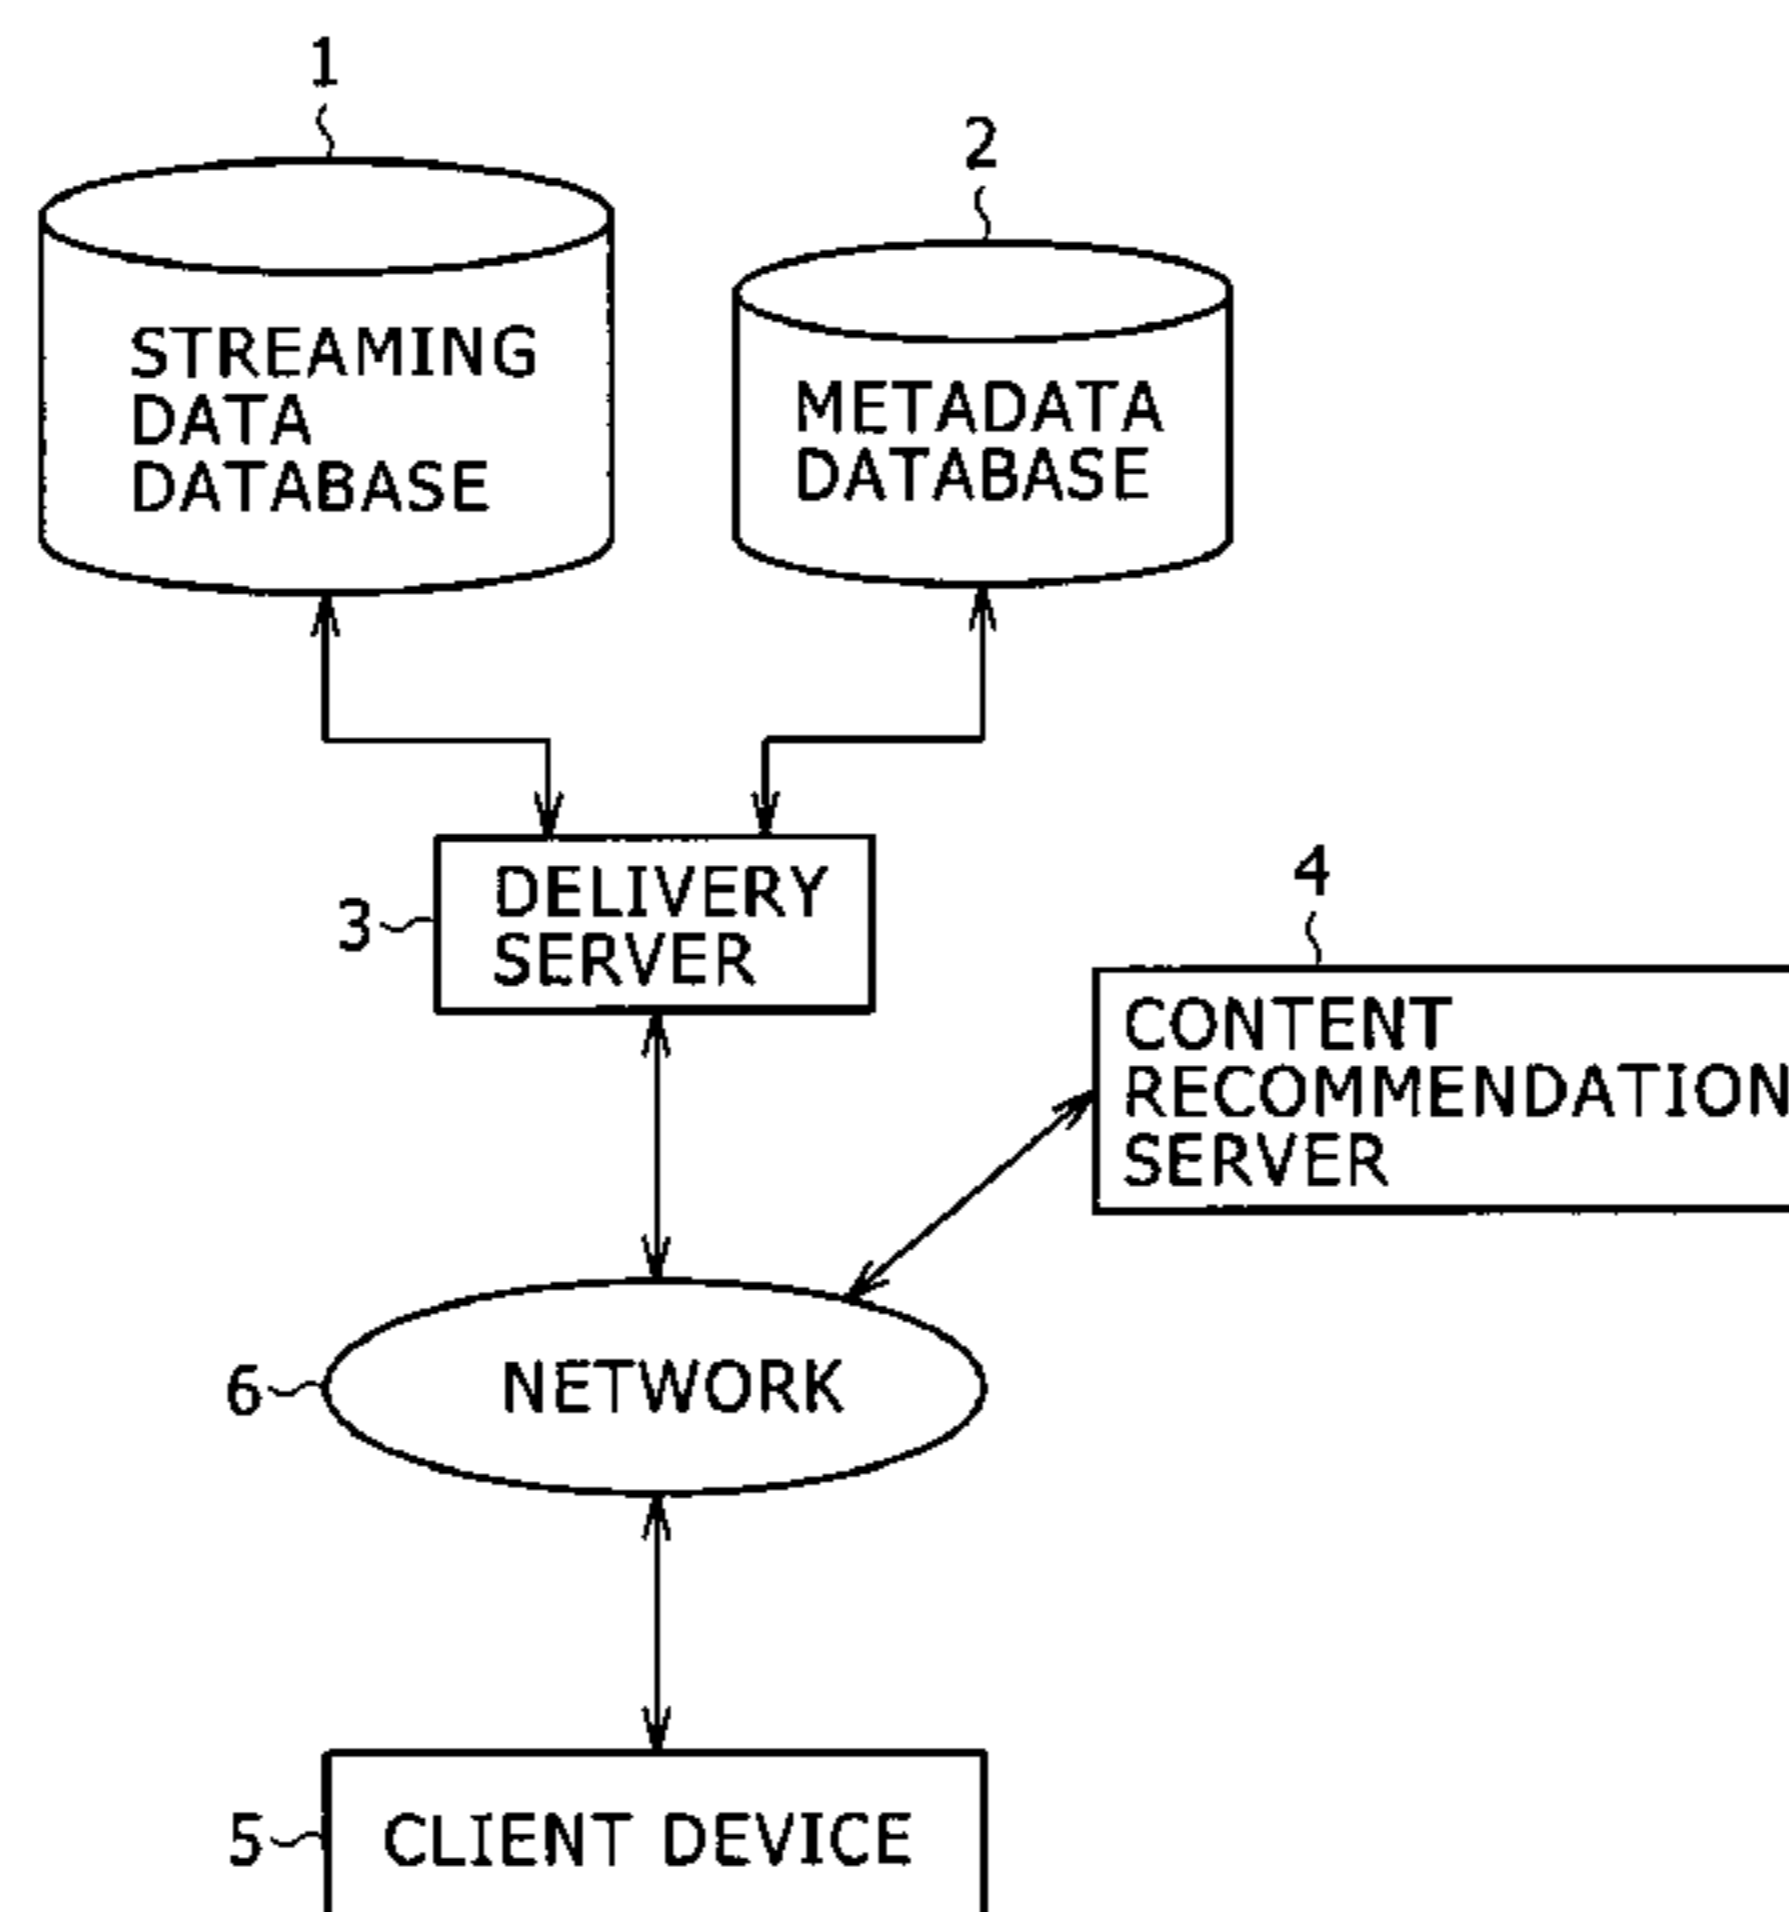 1
2
STREAMING
DATA
DATABASE
METADATA
DATABASE
3
DELIVERY
SERVER
4
CONTENT
RECOMMENDATION
SERVER
6
NETWORK
5
CLIENT DEVICE